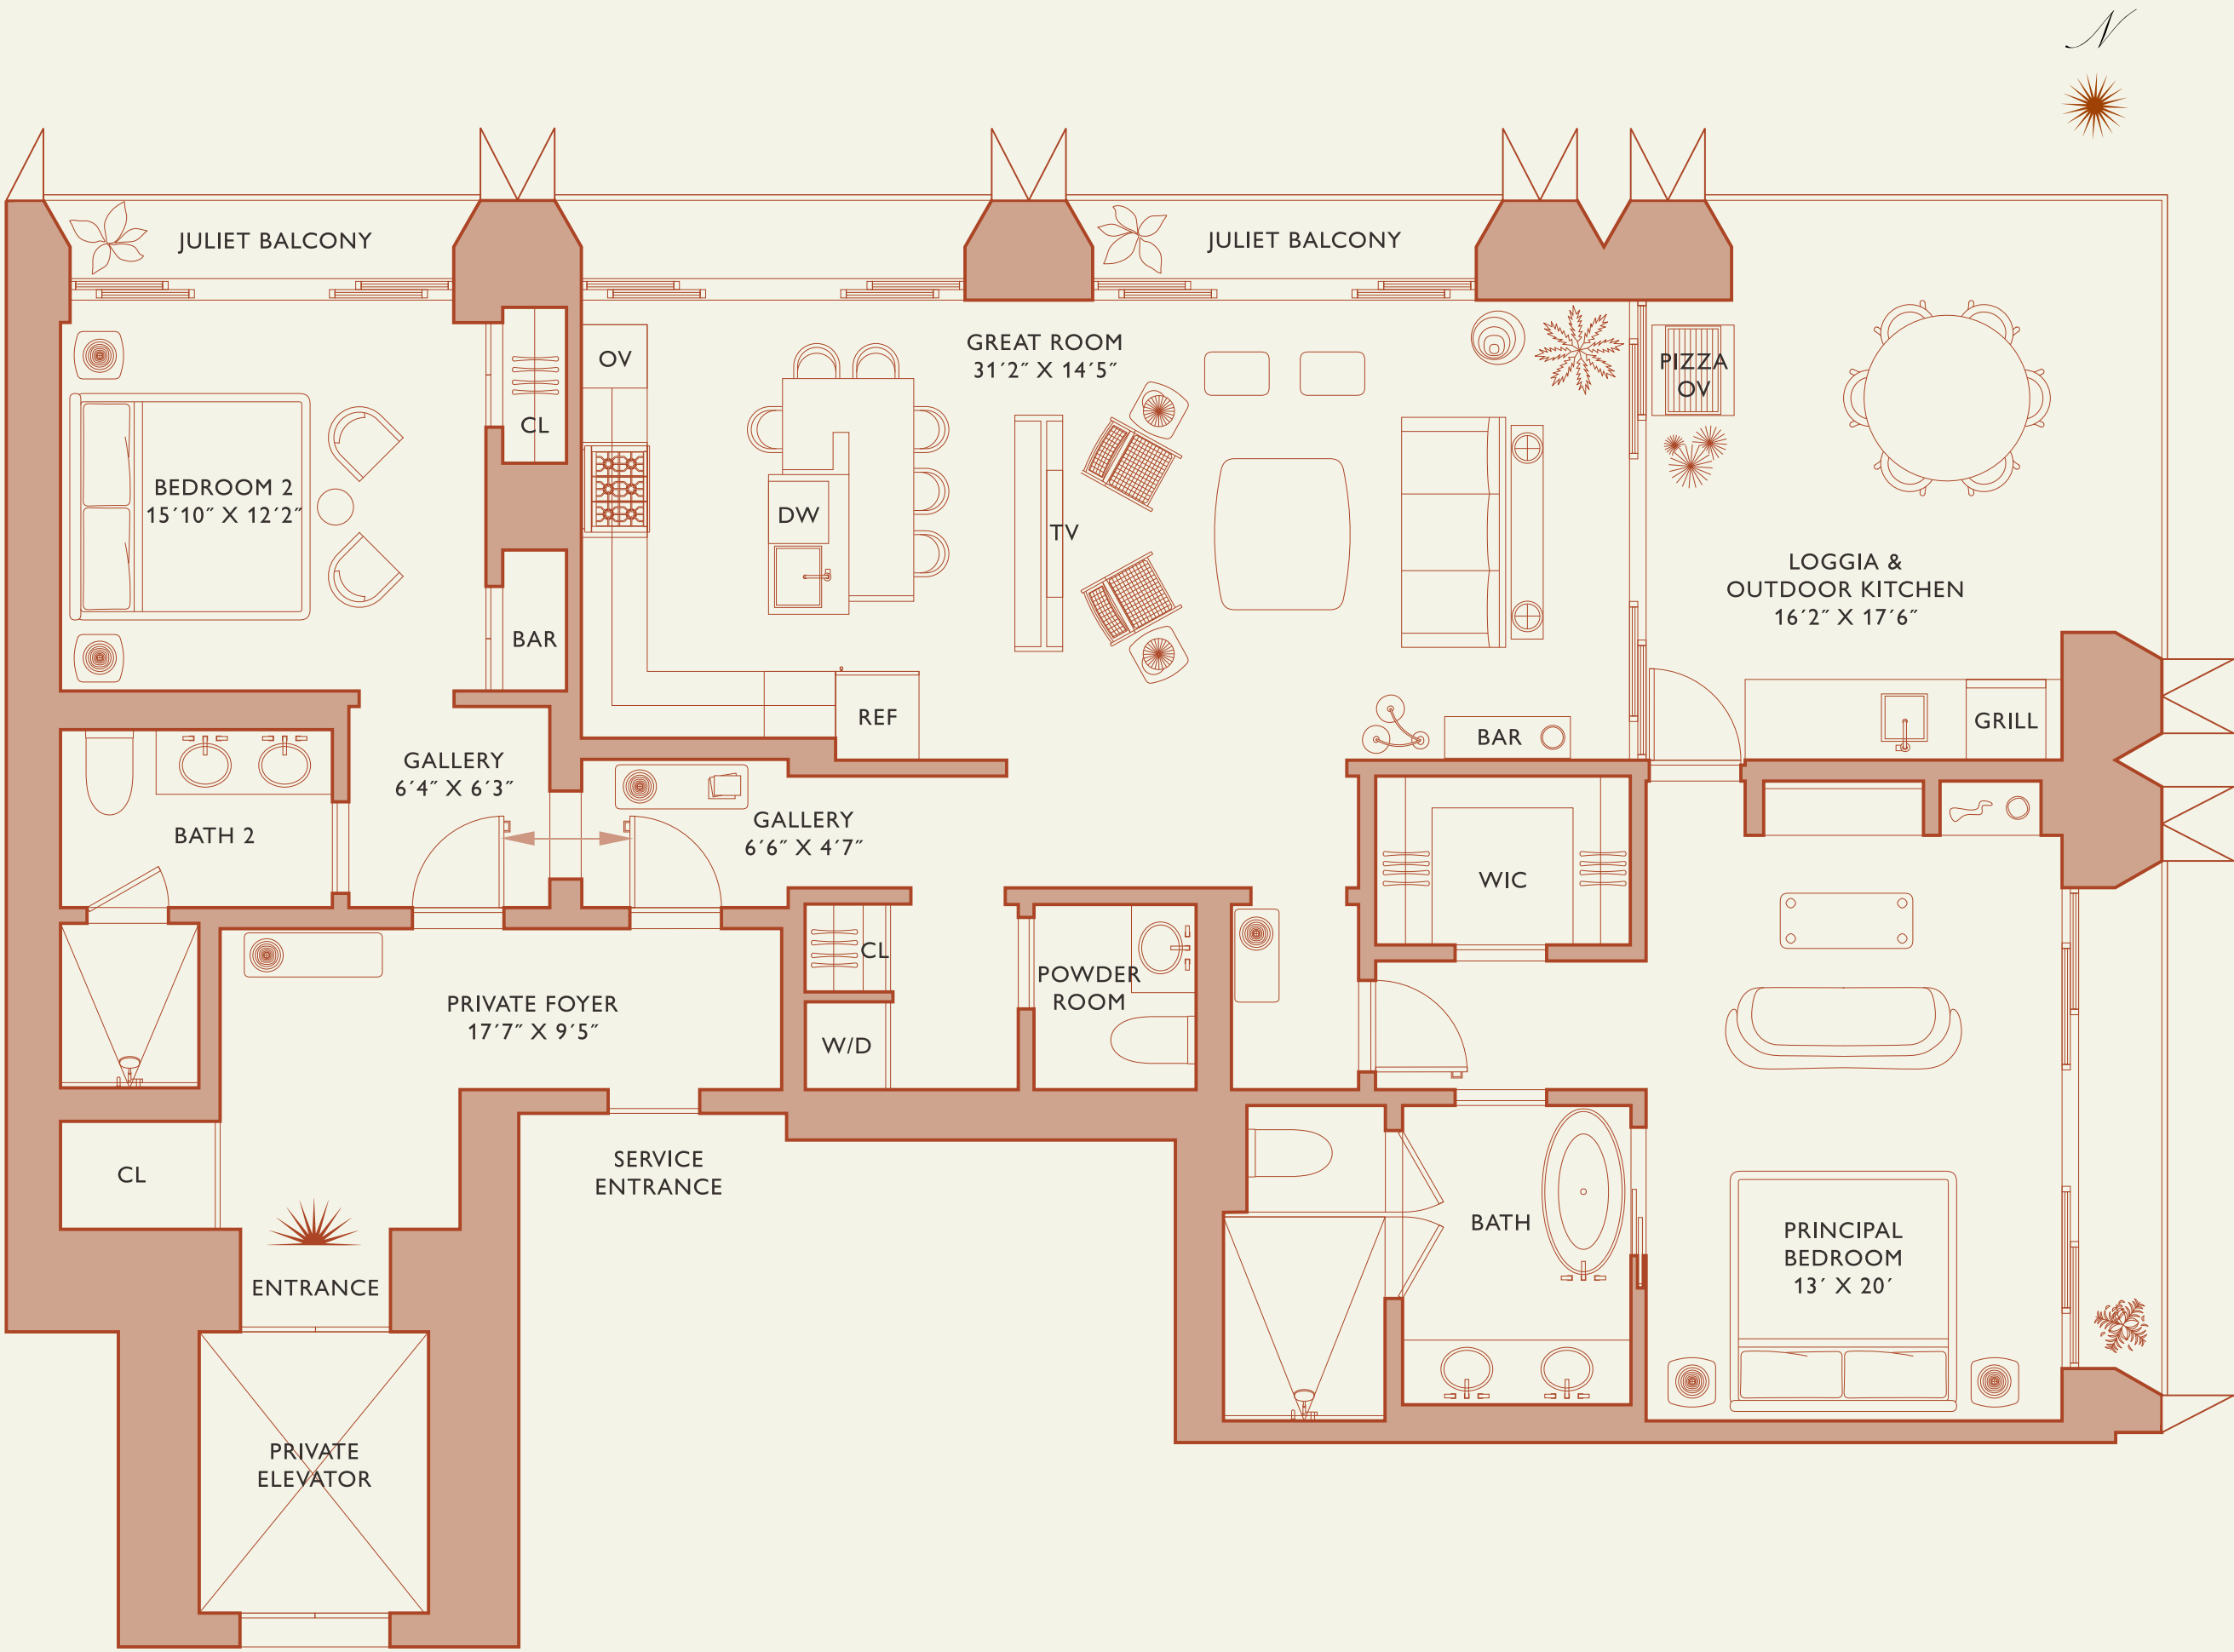 N
JULIET BALCONY
JULIET BALCONY
GREAT ROOM
31′2″ X 14′5″
OV
PIZZA
OV
CL
BEDROOM 2
15′10″ X 12′2″
DW
TV
LOGGIA &
OUTDOOR KITCHEN
16′2″ X 17′6″
BAR
REF
BAR
GRILL
GALLERY
6′4″ X 6′3″
BATH 2
GALLERY
6′6″ X 4′7″
WIC
CL
POWDER
ROOM
PRIVATE FOYER
17′7″ X 9′5″
W/D
CL
SERVICE
ENTRANCE
BATH
PRINCIPAL
BEDROOM
13′ X 20′
ENTRANCE
PRIVATE
ELEVATOR